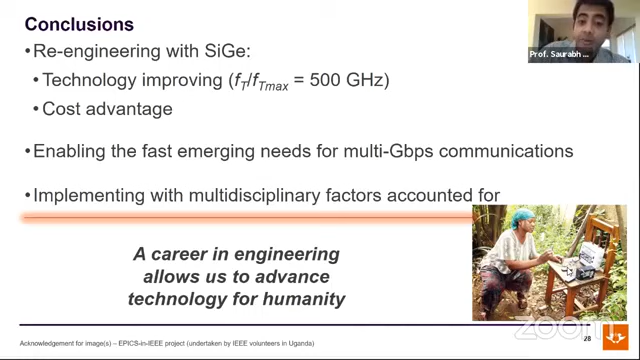 Conclusions
•Re-engineering with SiGe:
•Technology improving (fT/fTmax = 500 GHz)
•Cost advantage
•Enabling the fast emerging needs for multi-Gbps communications
•Implementing with multidisciplinary factors accounted for
A career in engineering
allows us to advance
technology for humanity
Acknowledgement for image(s) – EPICS-in-IEEE project (undertaken by IEEE volunteers in Uganda)
28
Prof. Saurabh ...
zoom